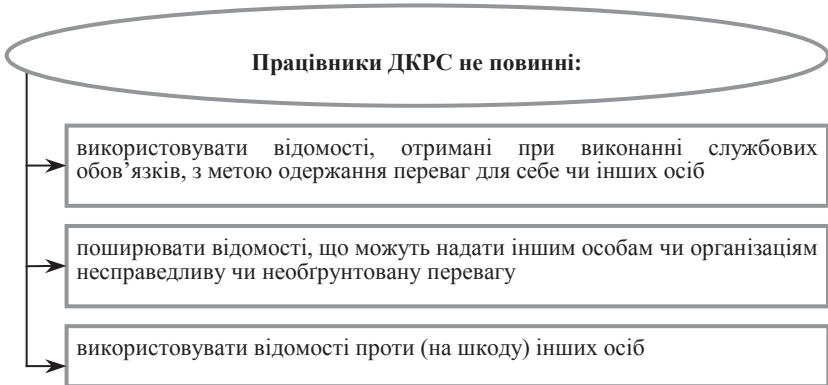 Працівники ДКРС не повинні:
використовувати відомості, отримані при виконанні службових
обов’язків, з метою одержання переваг для себе чи інших осіб
поширювати відомості, що можуть надати іншим особам чи організаціям
несправедливу чи необґрунтовану перевагу
використовувати відомості проти (на шкоду) інших осіб